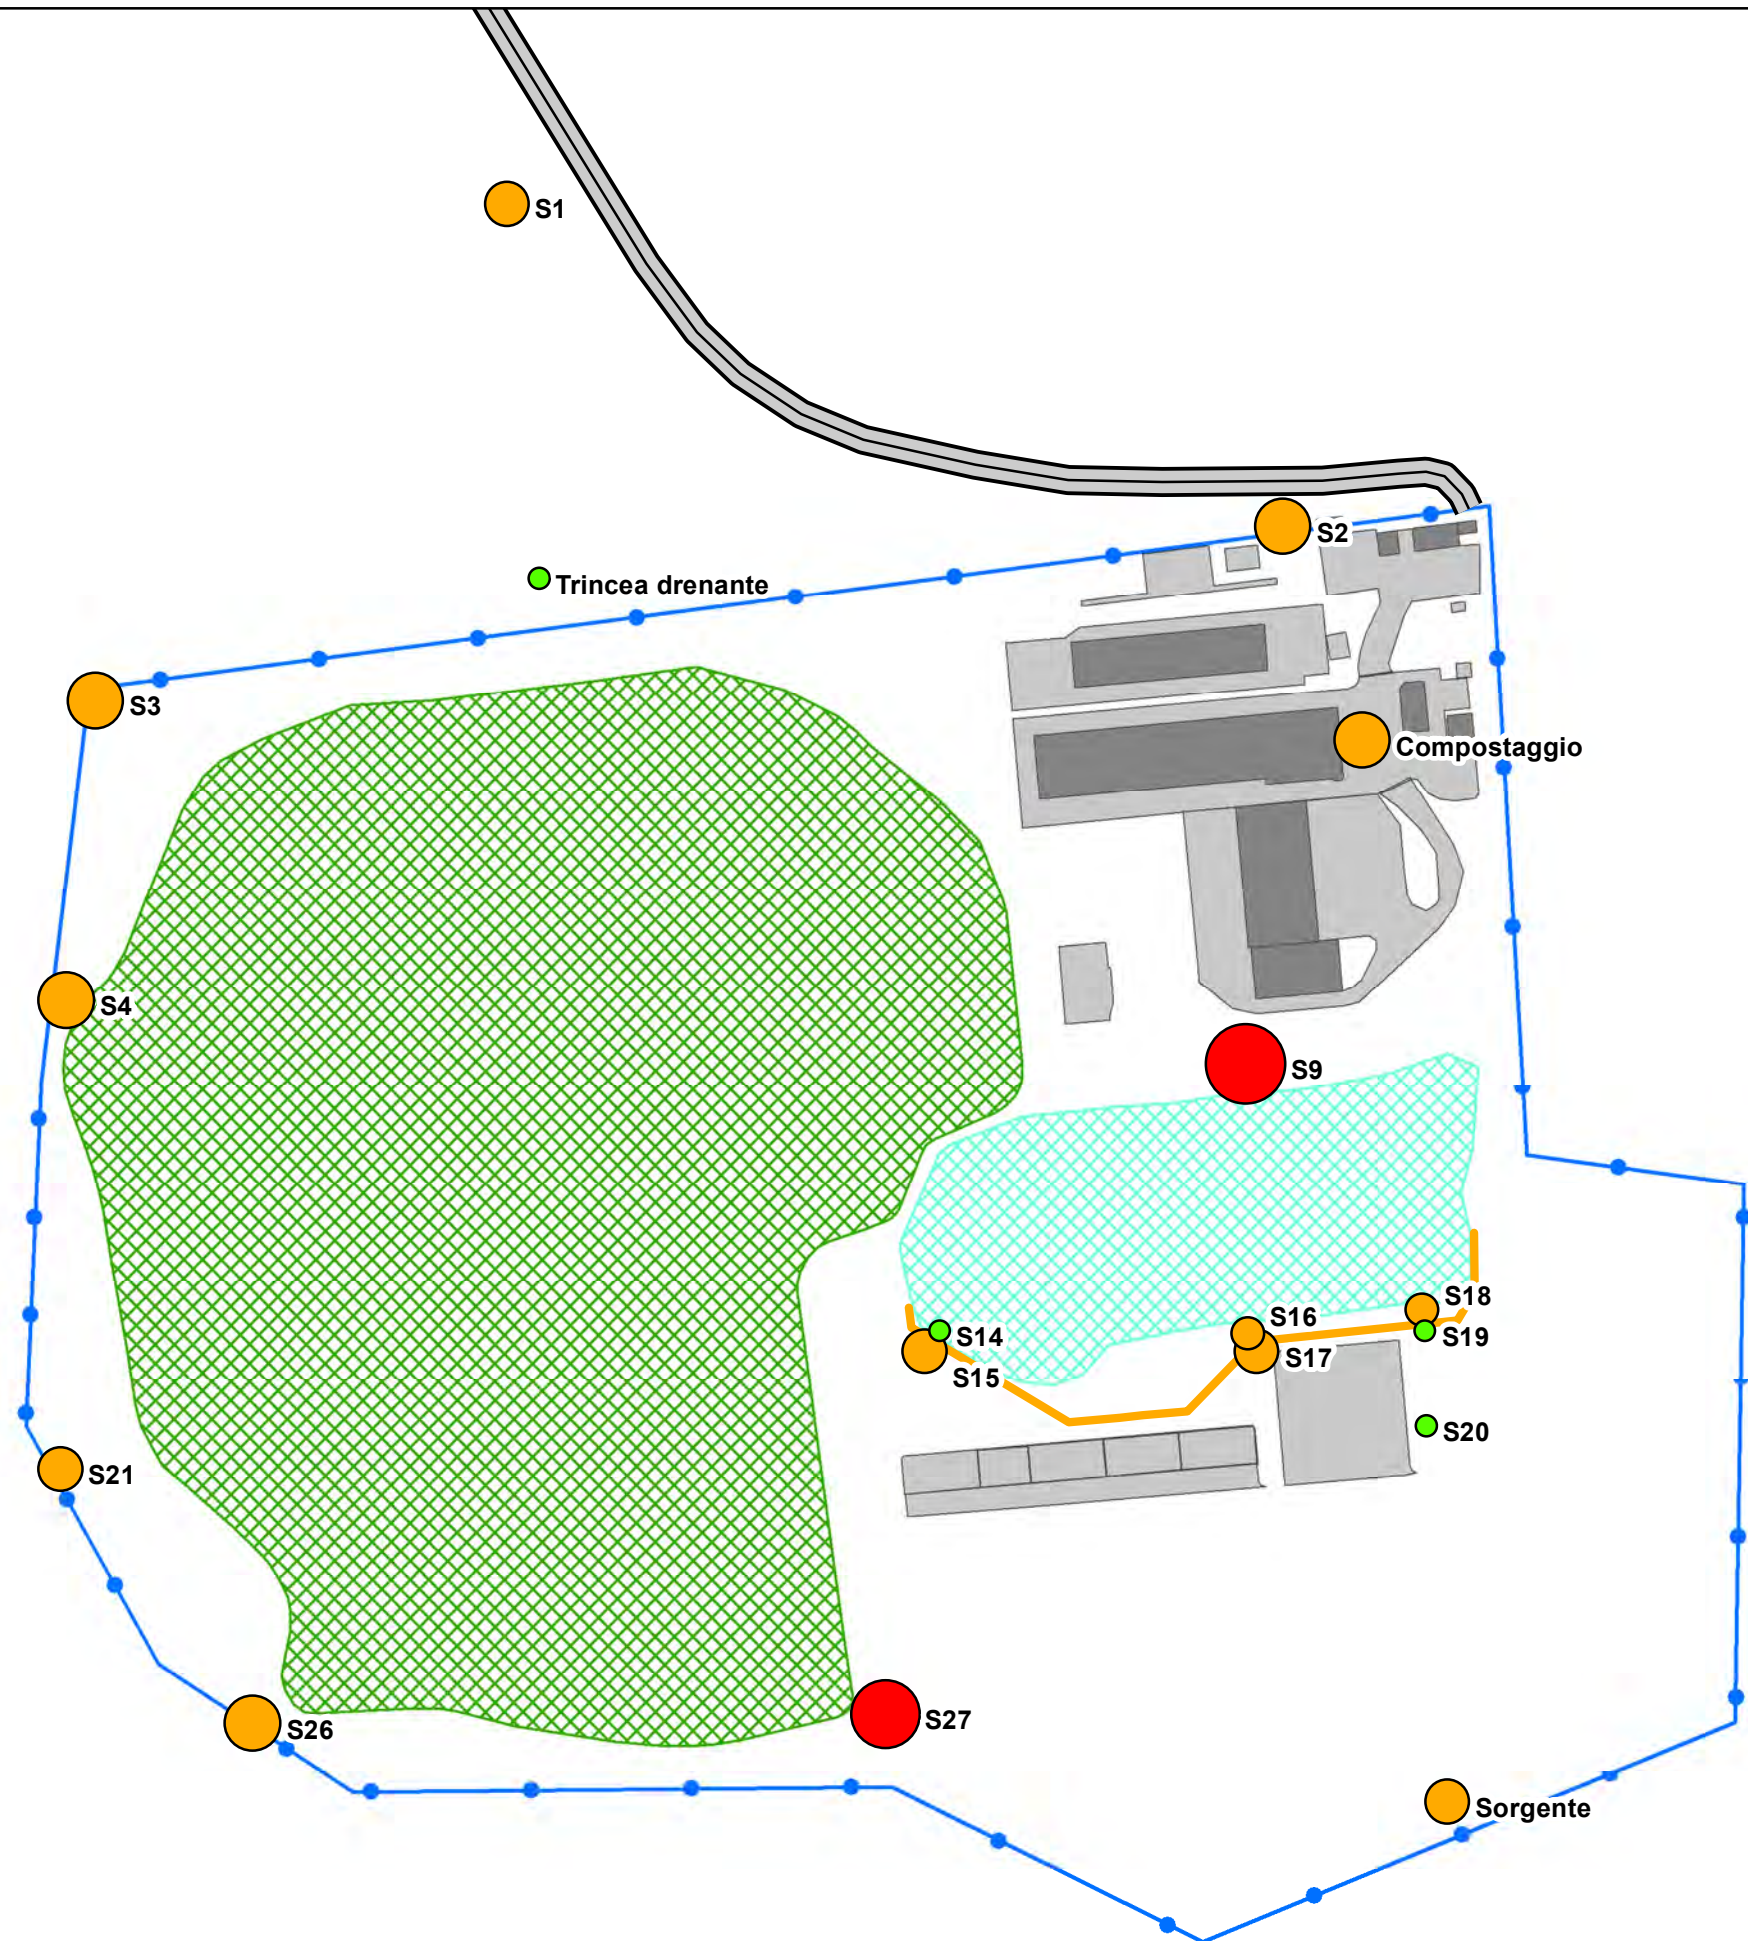 S1
S2
Trincea drenante
S3
Compostaggio
S4
S9
S18
S16
S14
S19
S17
S15
S20
S21
S26
S27
Sorgente